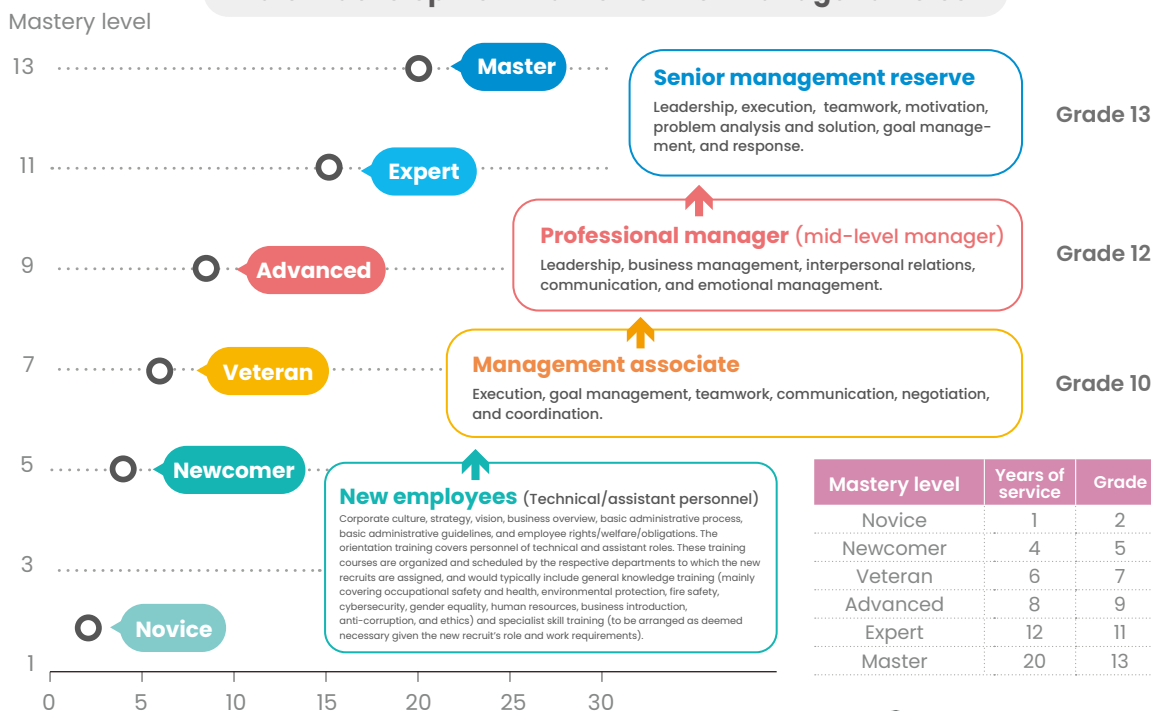 Mastery level
13
Master
Senior management reserve
Leadership, execution, teamwork, motivation,
problem analysis and solution, goal manage-
ment, and response.
Grade 13
11
Expert
Professional manager (mid-level manager)
Leadership, business management, interpersonal relations,
communication, and emotional management.
Grade 12
9
Advanced
7
Veteran
Management associate
Execution, goal management, teamwork, communication, negotiation,
and coordination.
Grade 10
5
Newcomer
New employees (Technical/assistant personnel)
Corporate culture, strategy, vision, business overview, basic administrative process,
basic administrative guidelines, and employee rights/welfare/obligations. The
orientation training covers personnel of technical and assistant roles. These training
courses are organized and scheduled by the respective departments to which the new
recruits are assigned, and would typically include general knowledge training (mainly
covering occupational safety and health, environmental protection, fire safety,
cybersecurity, gender equality, human resources, business introduction,
anti-corruption, and ethics) and specialist skill training (to be arranged as deemed
necessary given the new recruit's role and work requirements).
3
Novice
1
0 5 10 15 20 25 30
Mastery level Years of service Grade
Novice 1 2
Newcomer 4 5
Veteran 6 7
Advanced 8 9
Expert 12 11
Master 20 13